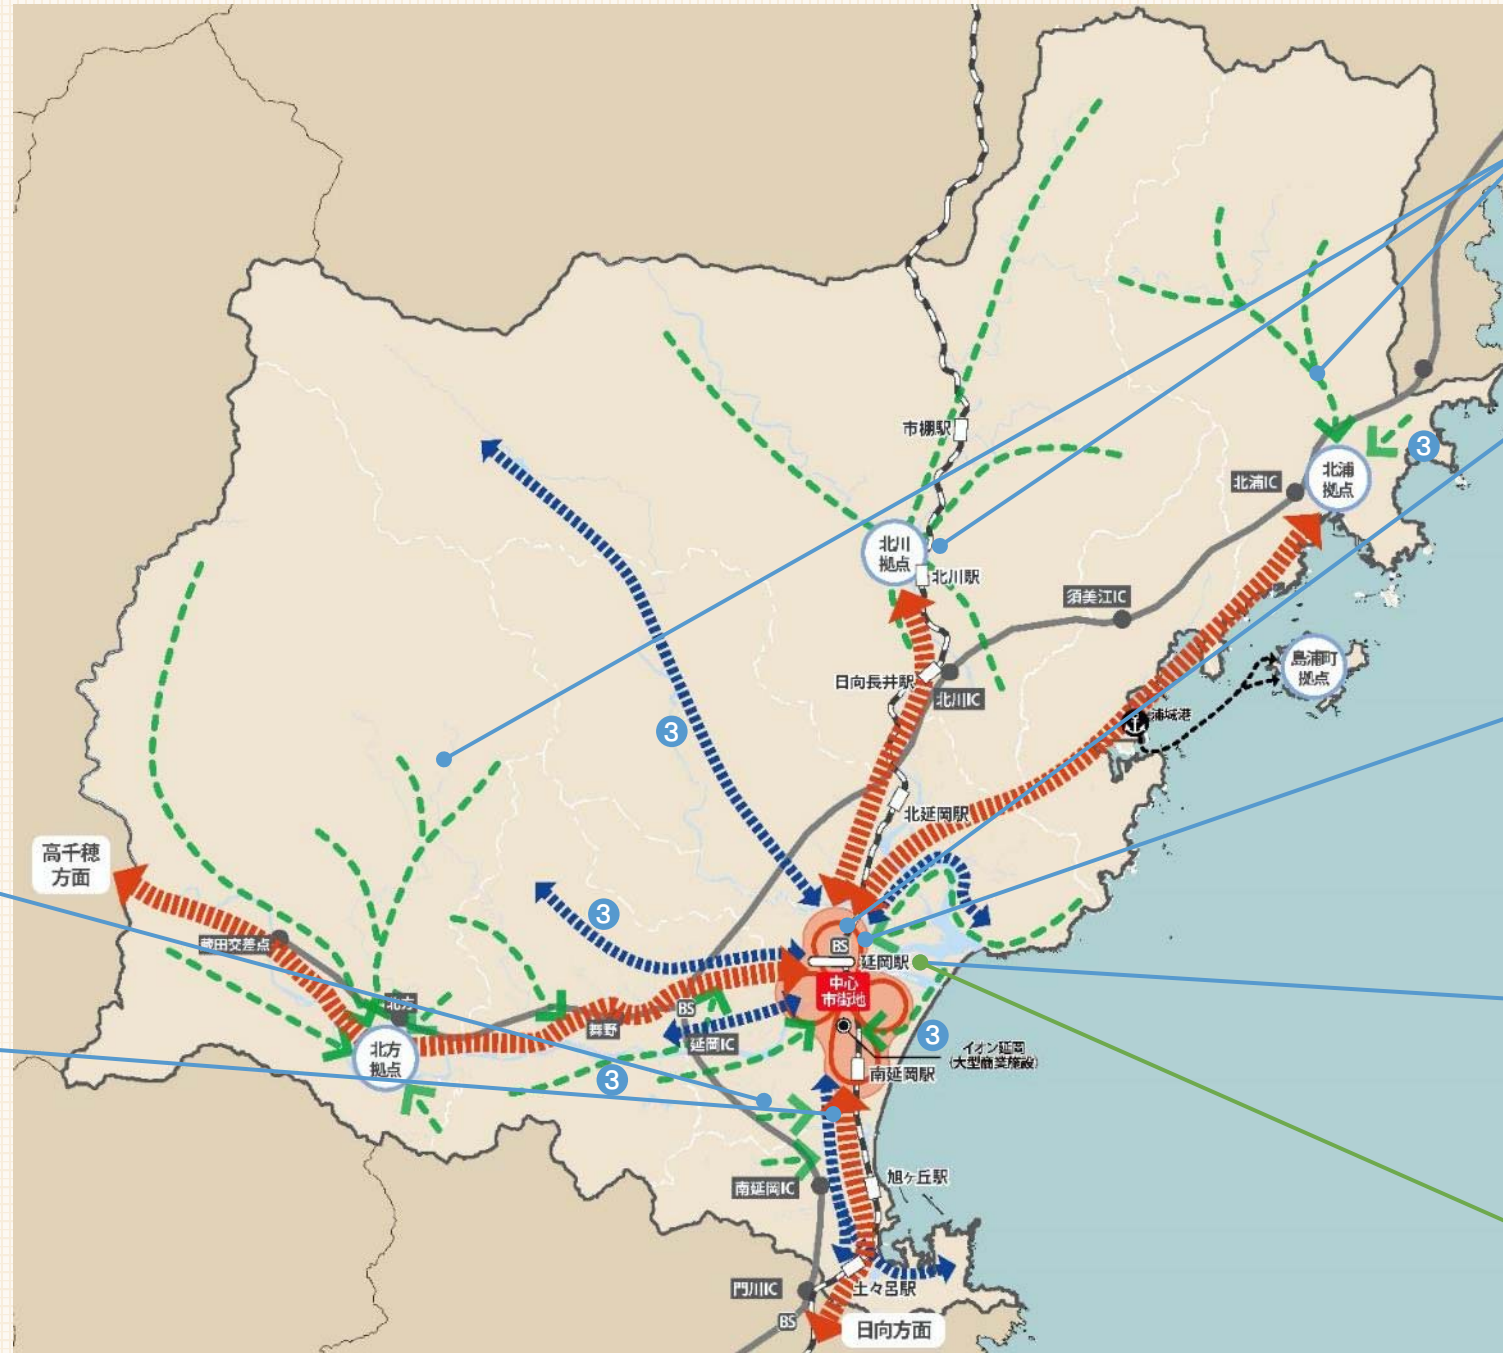 市棚駅
北浦IC
北浦
拠点
3
北川
拠点
北川駅
須美江IC
島浦町
拠点
日向長井駅
北川IC
浦城港
3
北延岡駅
高千穂
方面
3
蔵田交差点
BS
延岡駅
中心
市街地
北方
BS
舞野
延岡IC
3
イオン延岡
(大型商業施設)
北方
拠点
3
南延岡駅
南延岡IC
旭ヶ丘駅
門川IC
土々呂駅
BS
日向方面